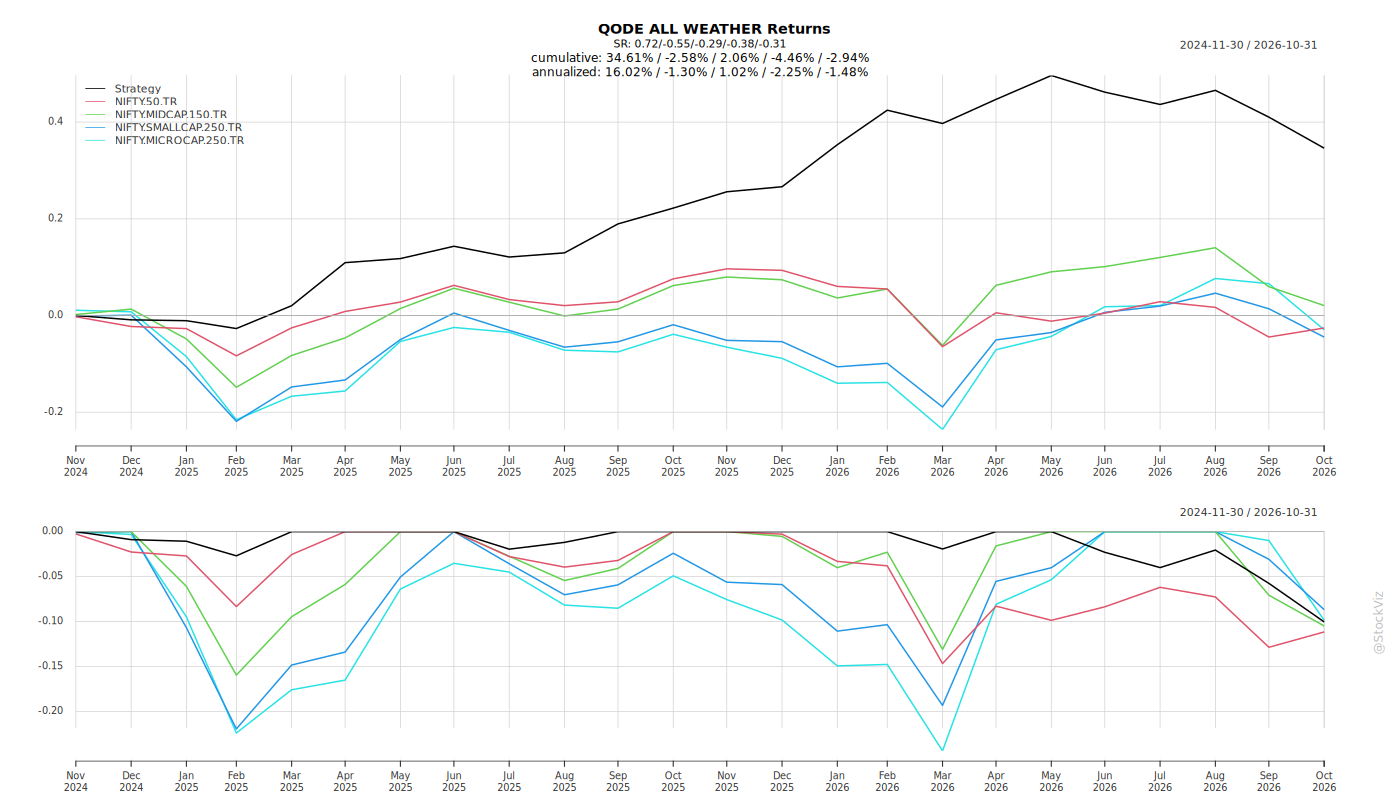 QODE ALL WEATHER Returns
SR: 0.72/-0.55/-0.29/-0.38/-0.31
cumulative: 34.61% / -2.58% / 2.06% / -4.46% / -2.94%
annualized: 16.02% / -1.30% / 1.02% / -2.25% / -1.48%
2024-11-30 / 2026-10-31
Strategy
NIFTY.50.TR
NIFTY.MIDCAP.150.TR
NIFTY.SMALLCAP.250.TR
NIFTY.MICROCAP.250.TR
0.4
0.2
0.0
-0.2
Nov Dec Jan Feb Mar Apr May Jun Jul Aug Sep Oct Nov Dec Jan Feb Mar Apr May Jun Jul Aug Sep Oct
2024 2024 2025 2025 2025 2025 2025 2025 2025 2025 2025 2025 2025 2025 2026 2026 2026 2026 2026 2026 2026 2026 2026 2026
2024-11-30 / 2026-10-31
0.00
-0.05
-0.10
-0.15
-0.20
Nov Dec Jan Feb Mar Apr May Jun Jul Aug Sep Oct Nov Dec Jan Feb Mar Apr May Jun Jul Aug Sep Oct
2024 2024 2025 2025 2025 2025 2025 2025 2025 2025 2025 2025 2025 2025 2026 2026 2026 2026 2026 2026 2026 2026 2026 2026
@StockViz